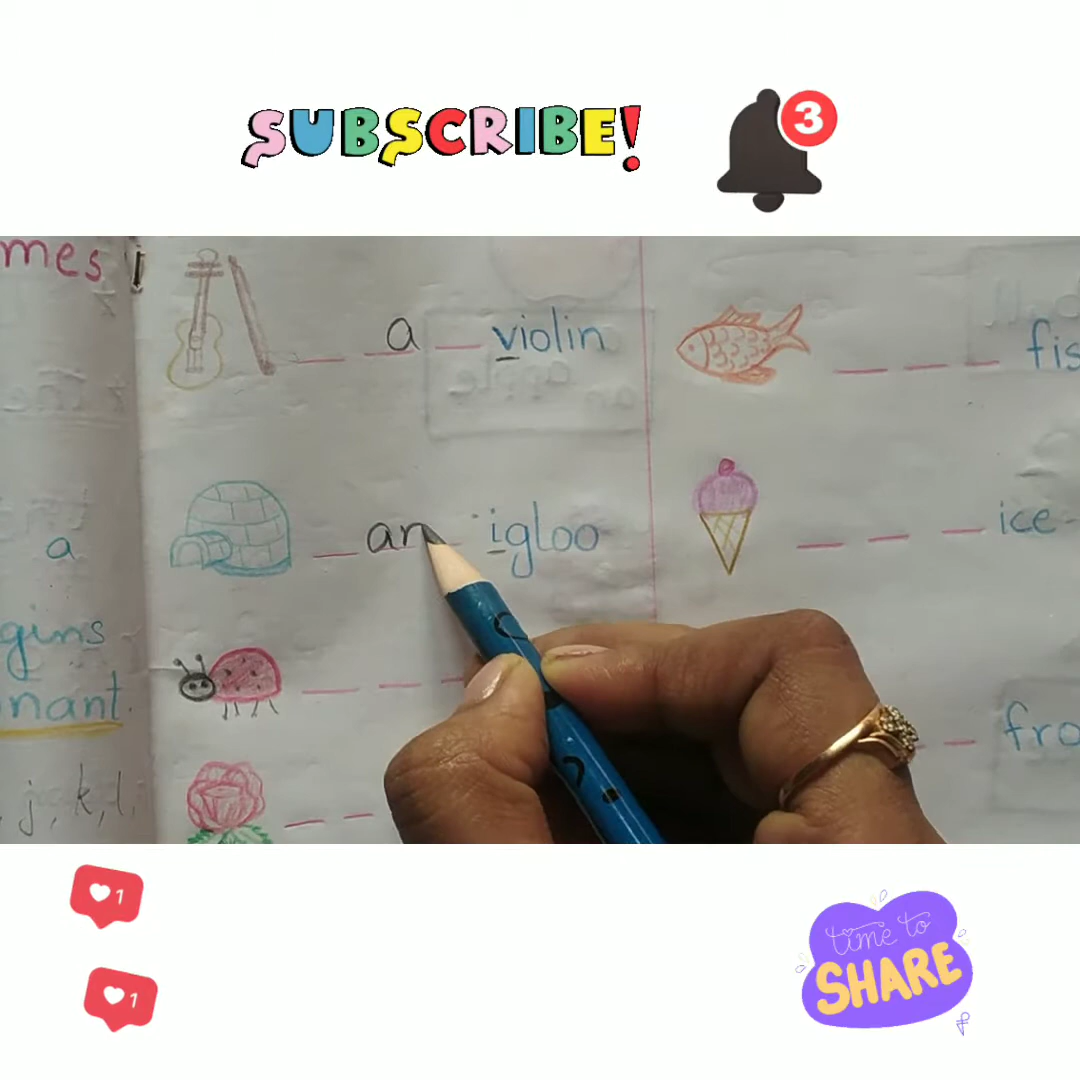 SUBSCRIBE!
3
mes
a violin
fis
a
an igloo
ice
gins
nant.
fro
j, k, l,
1
1
time to
SHARE